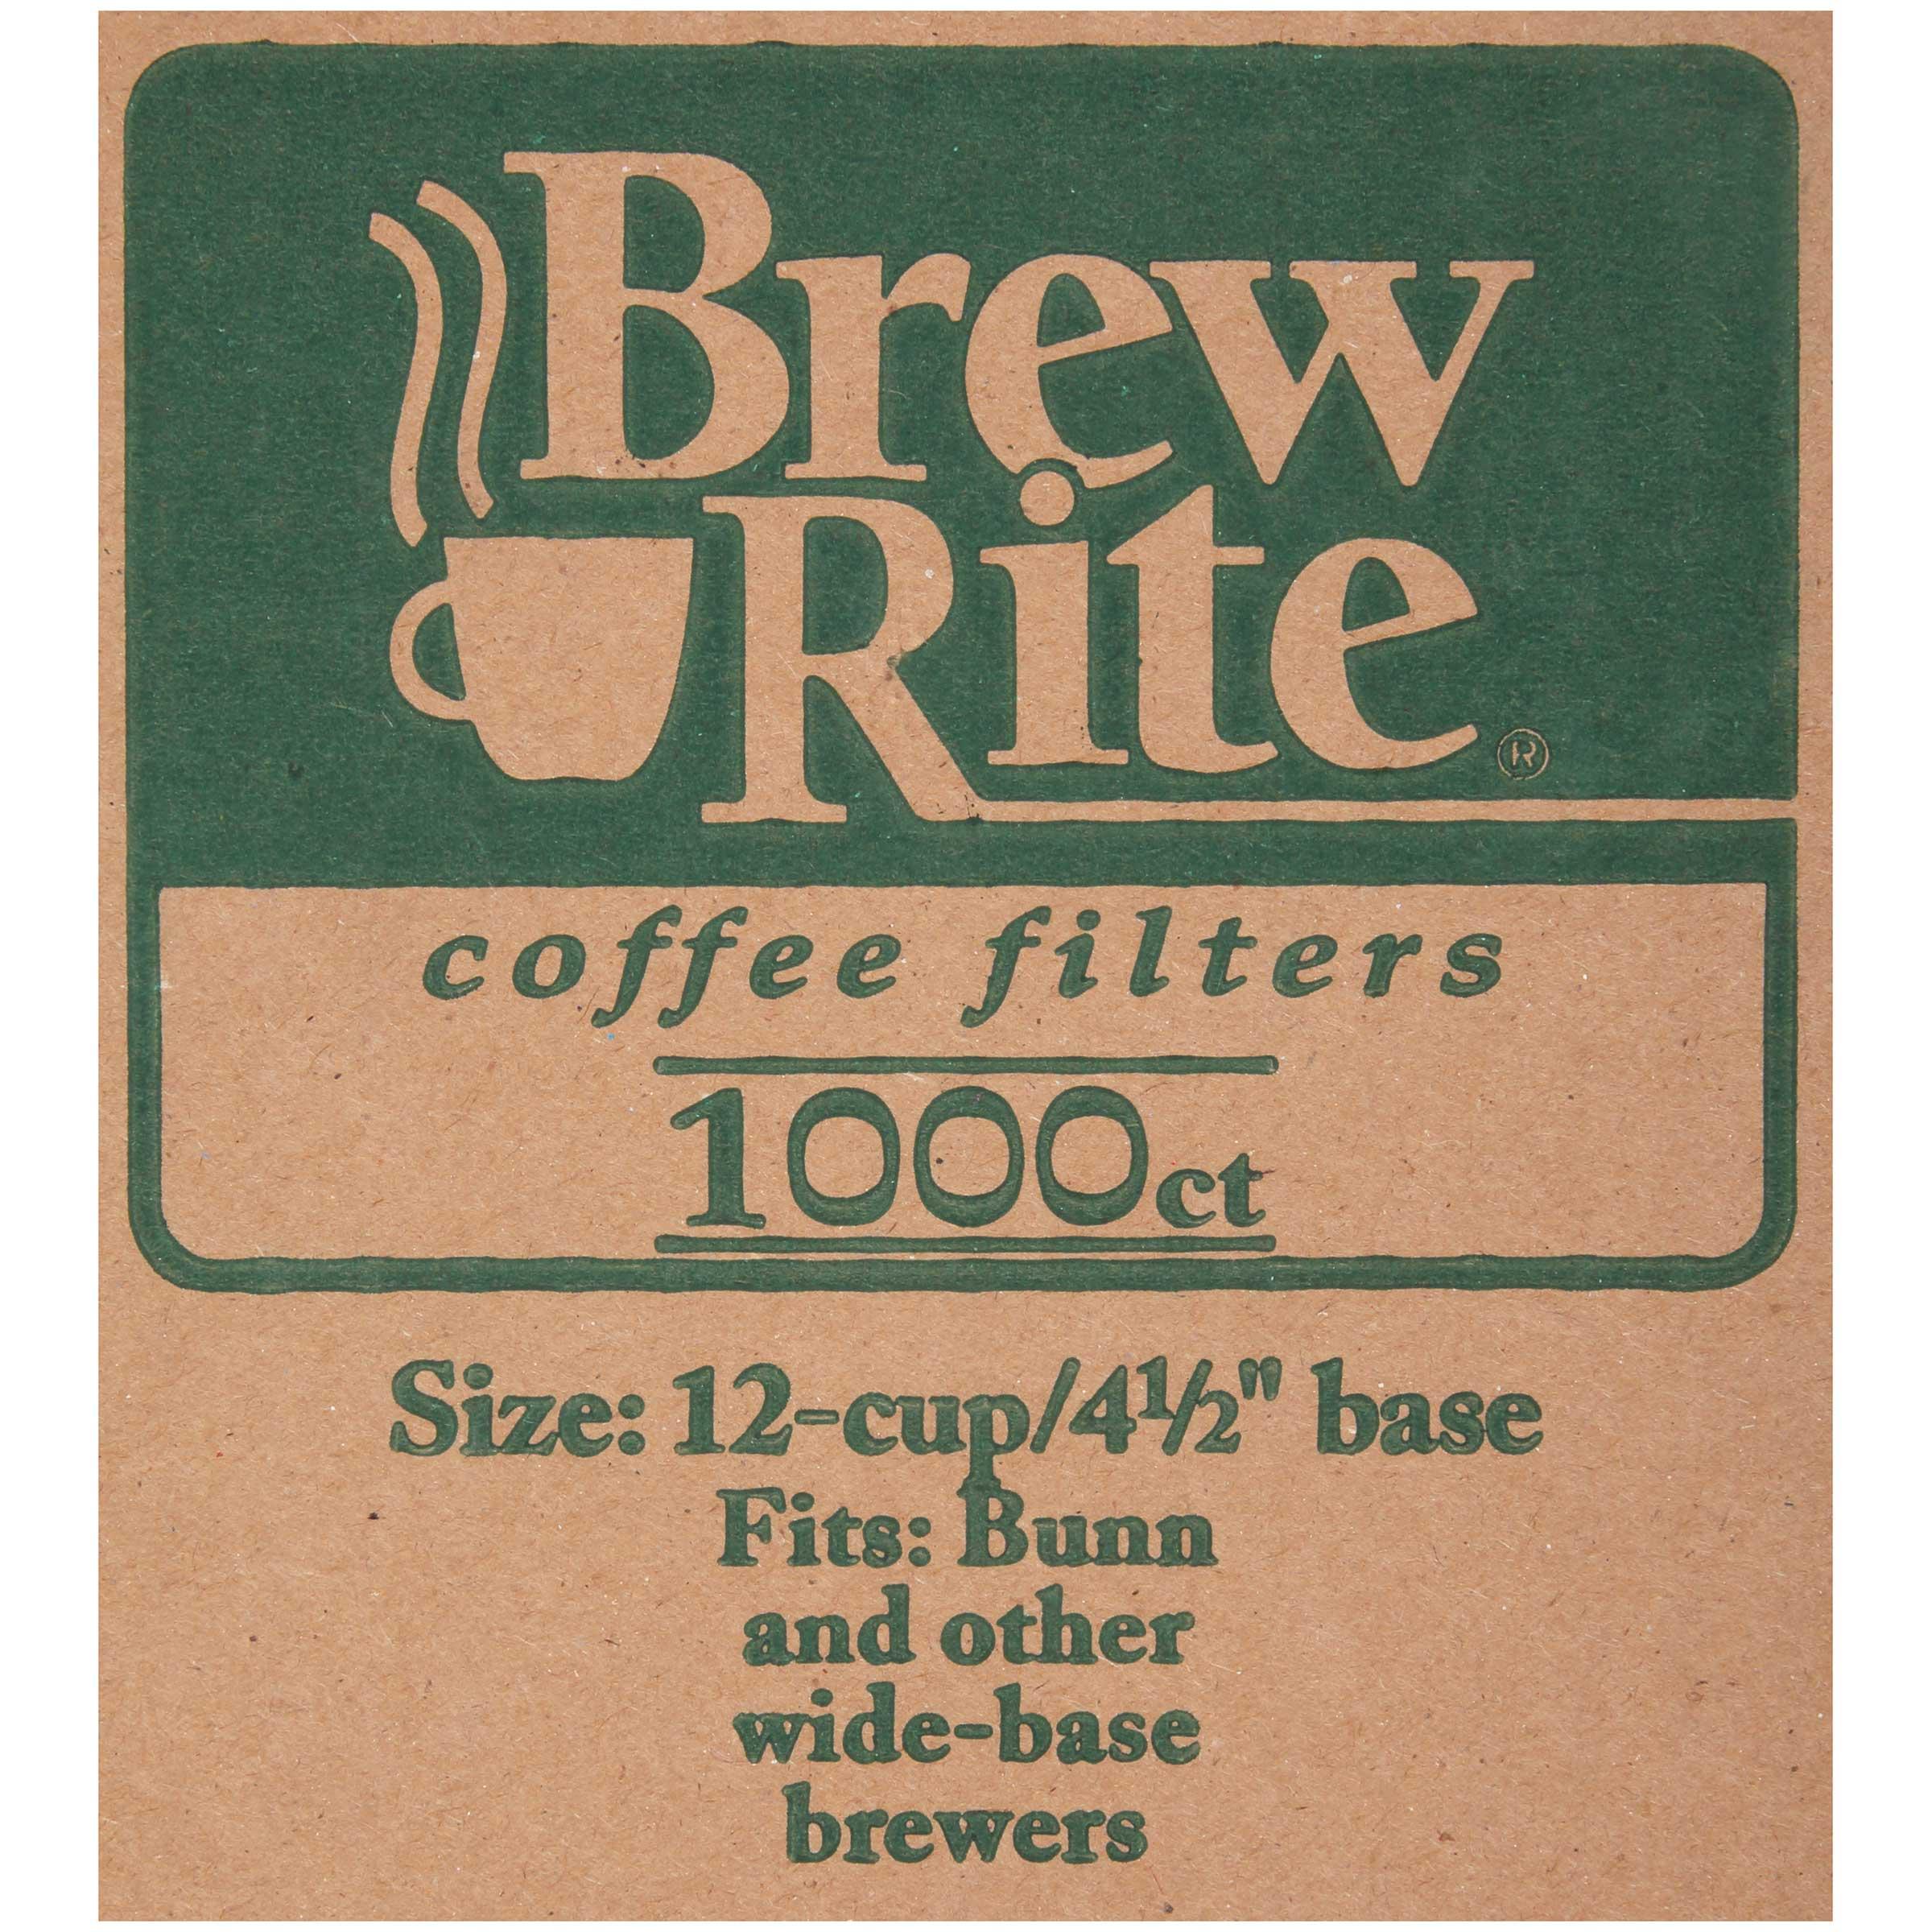 Brew
Rite®
coffee filters
1000ct
Size: 12-cup/4½" base
Fits: Bunn
and other
wide-base
brewers